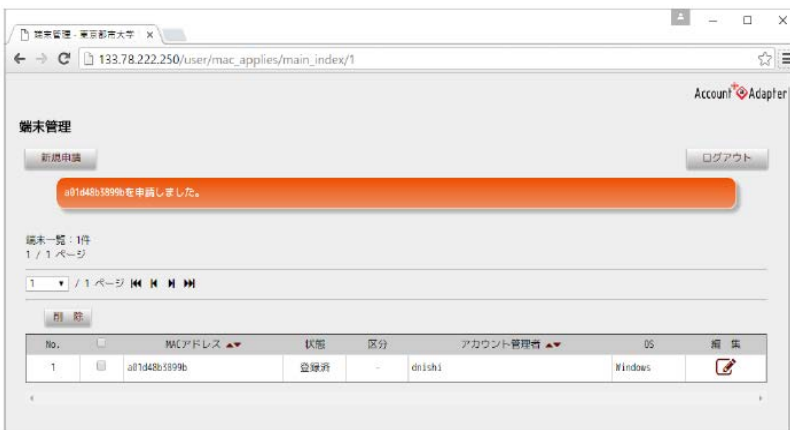 端末管理 - 東京都市大学
133.78.222.250/user/mac_applies/main_index/1
Account Adapter
端末管理
新規申請 ログアウト
a01d48b3899bを申請しました。
端末一覧:1件
1 / 1 ページ
1 / 1 ページ
削 除
No. MACアドレス 状態 区分 アカウント管理者 OS 編 集
1 a01d48b3899b 登録済 - dnishi Windows